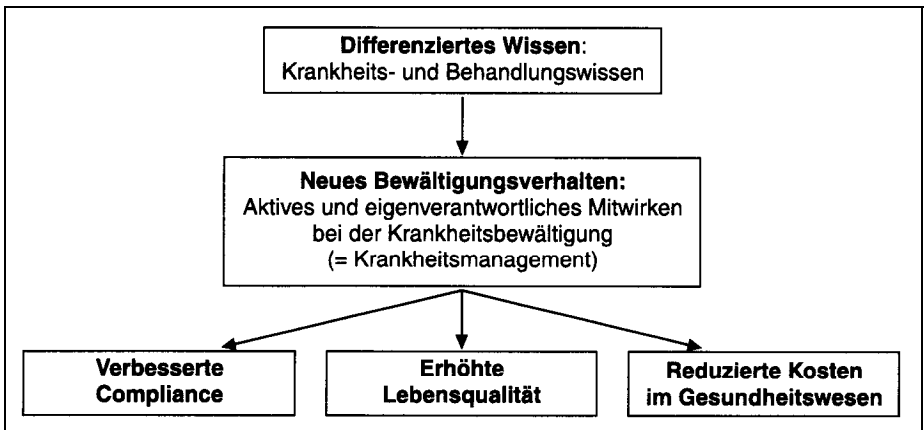 Differenziertes Wissen:
Krankheits- und Behandlungswissen
Neues Bewältigungsverhalten:
Aktives und eigenverantwortliches Mitwirken
bei der Krankheitsbewältigung
(= Krankheitsmanagement)
Verbesserte
Compliance
Erhöhte
Lebensqualität
Reduzierte Kosten
im Gesundheitswesen